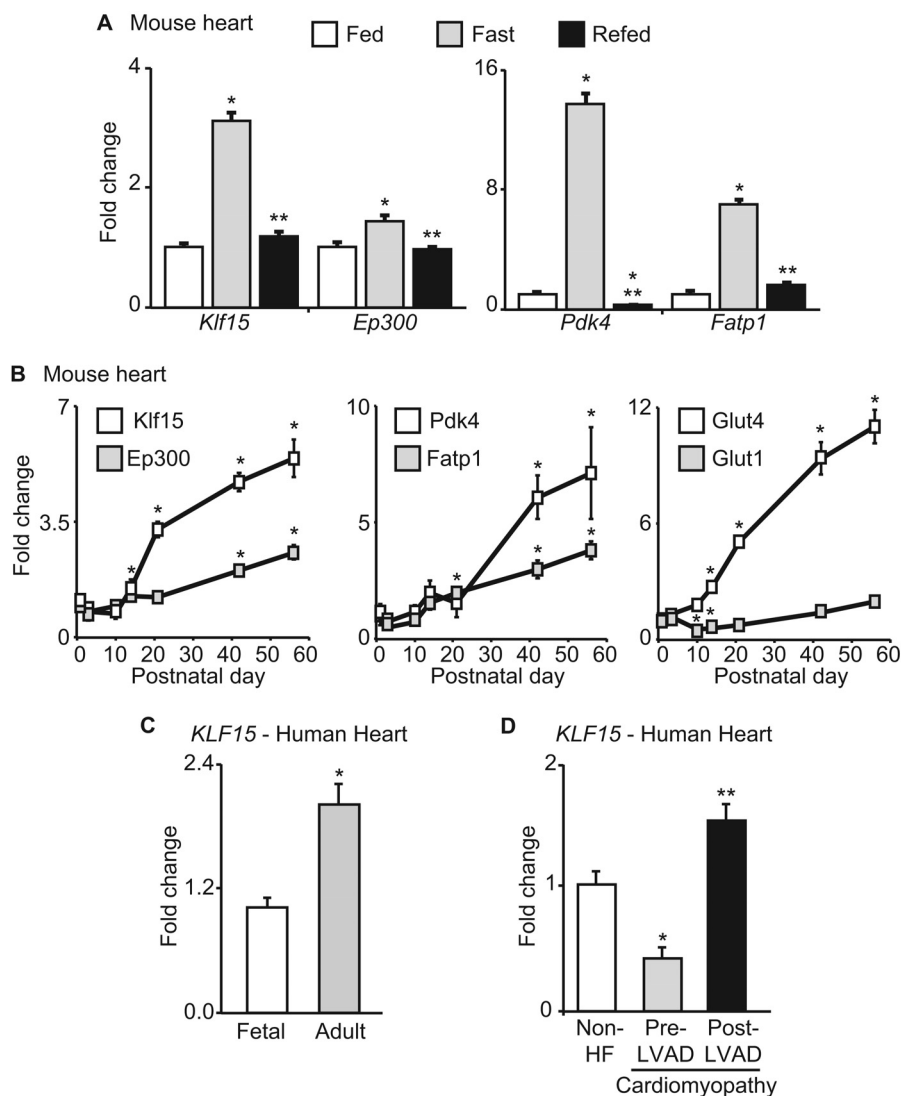 A Mouse heart
Fed Fast Refed
Fold change
4
2
0
* ** * **
Klf15 Ep300
16
8
0
* * ** * **
Pdk4 Fatp1
B Mouse heart
Fold change
7
3.5
0
Klf15
Ep300
* * * * * *
0 10 20 30 40 50 60
Postnatal day
10
5
0
Pdk4
Fatp1
* * * * *
0 10 20 30 40 50 60
Postnatal day
12
6
0
Glut4
Glut1
* * * * * *
0 10 20 30 40 50 60
Postnatal day
C
KLF15 - Human Heart
Fold change
2.4
1.2
0.0
*
Fetal Adult
D
KLF15 - Human Heart
Fold change
2
1
0
* **
Non- Pre- Post-
HF LVAD LVAD
Cardiomyopathy